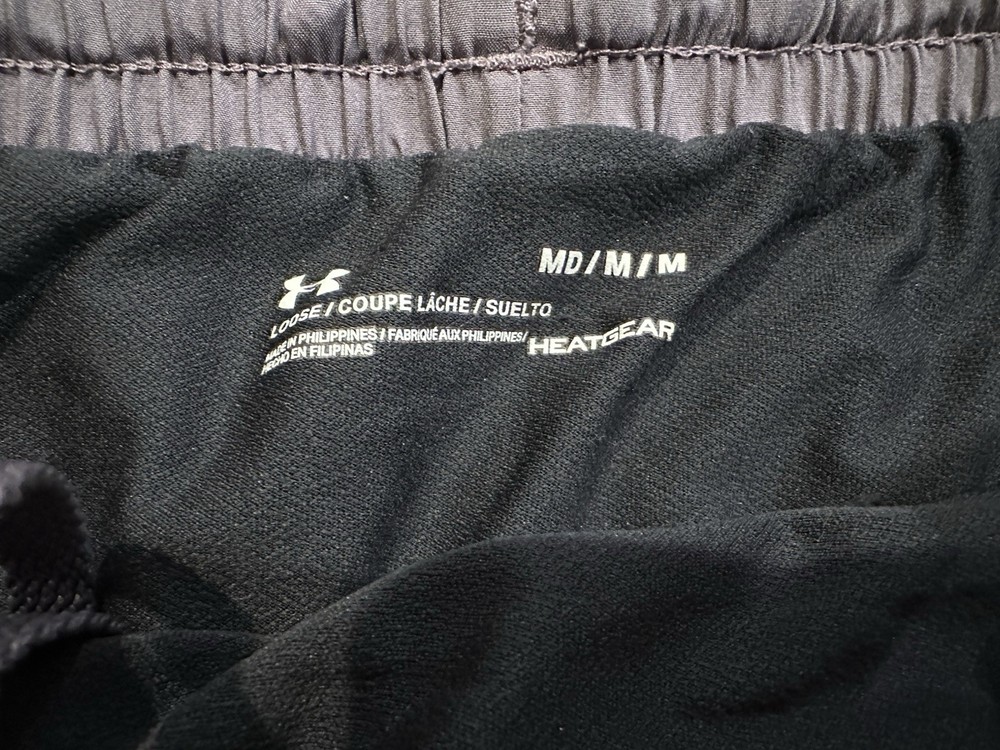 MD / M / M
LOOSE / COUPE LÂCHE / SUELTO
MADE IN PHILIPPINES / FABRIQUÉ AUX PHILIPPINES/
HECHO EN FILIPINAS
HEATGEAR